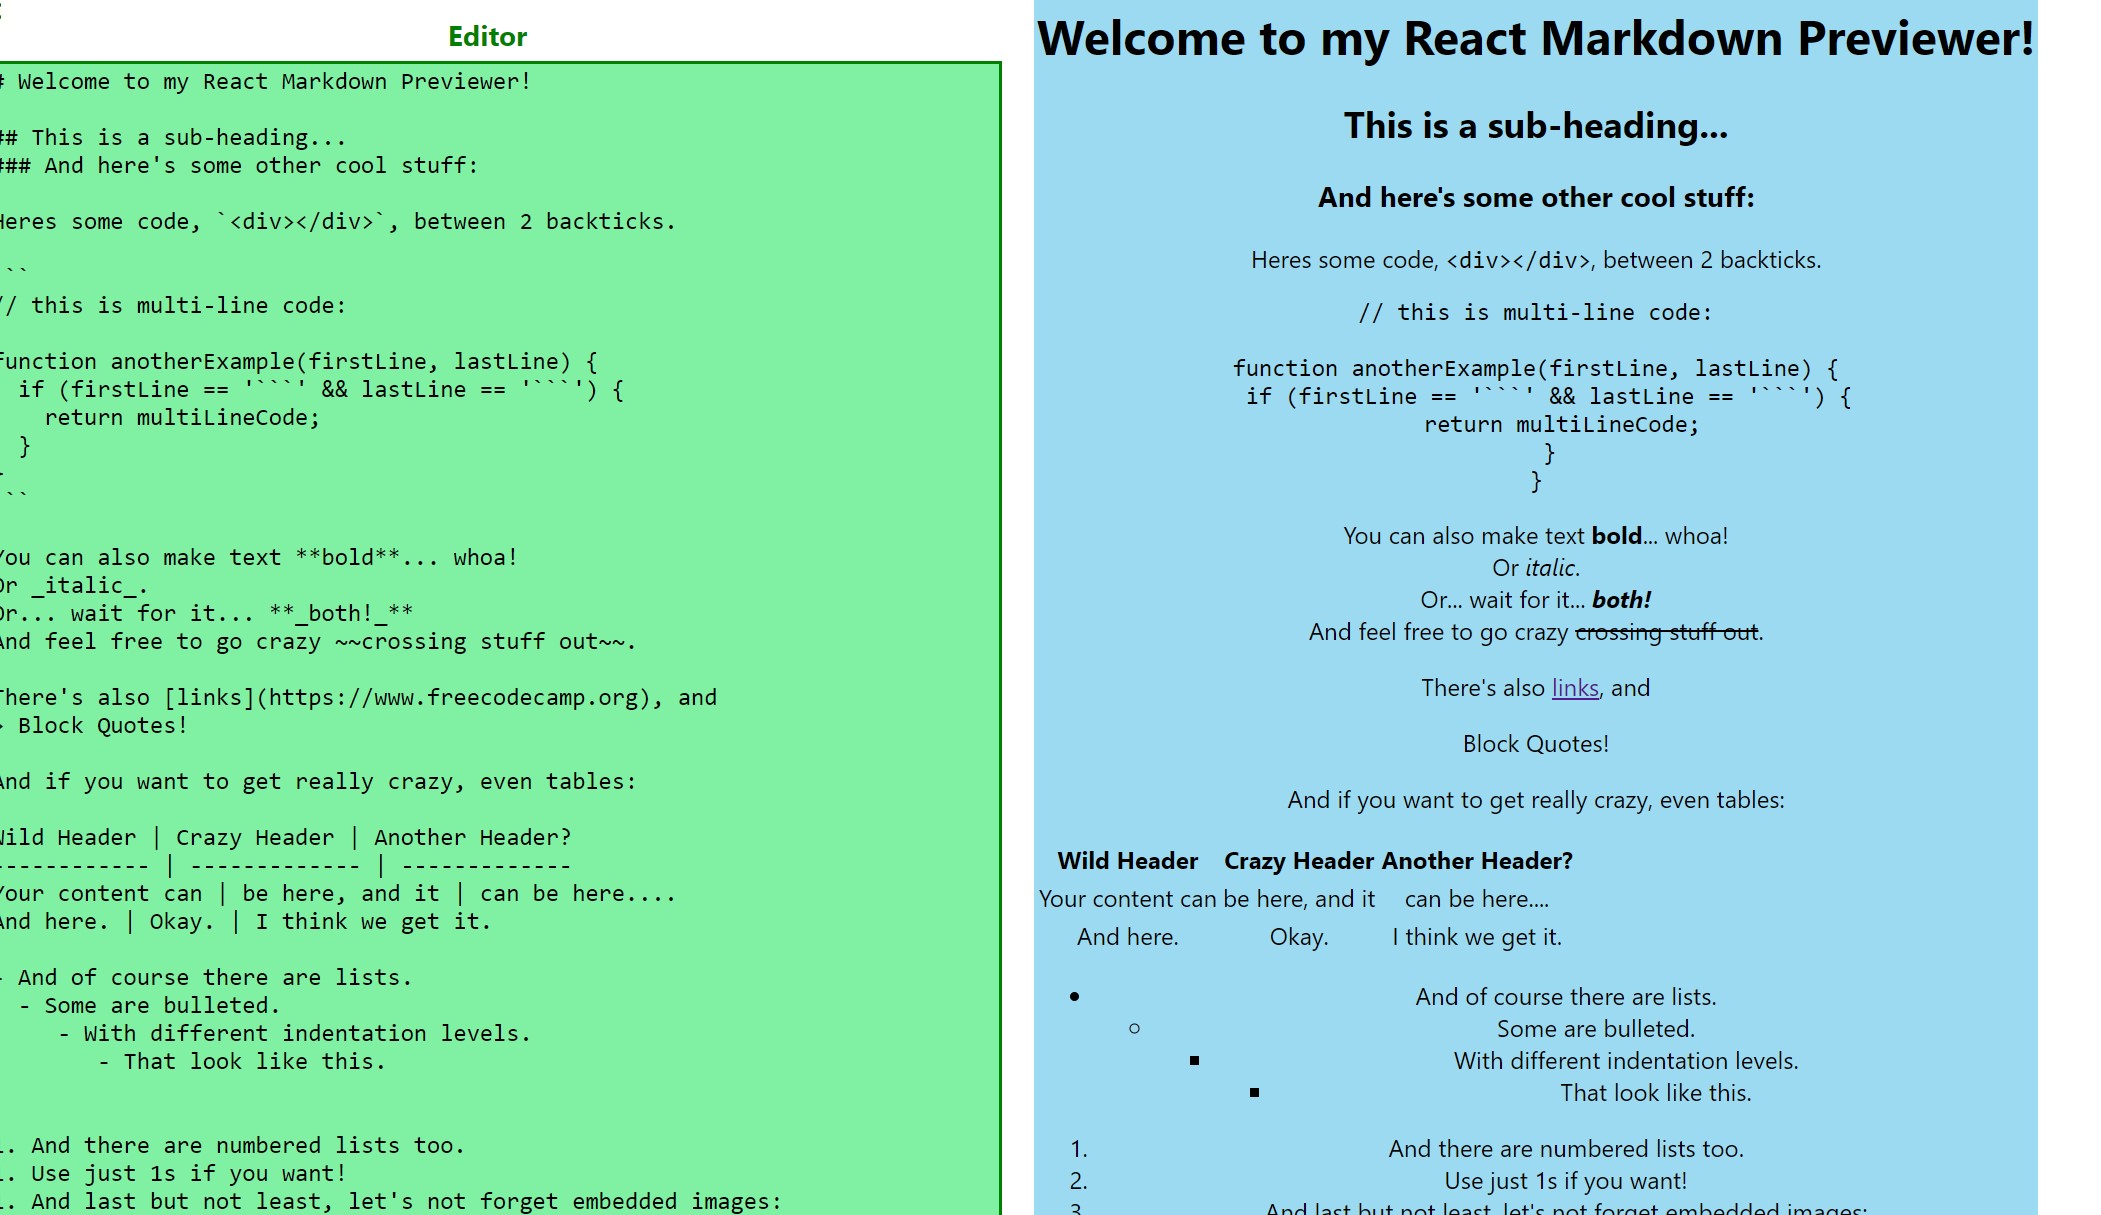 Editor
# Welcome to my React Markdown Previewer!
## This is a sub-heading...
### And here's some other cool stuff:
Heres some code, `<div></div>`, between 2 backticks.
```
// this is multi-line code:
function anotherExample(firstLine, lastLine) {
if (firstLine == '```' && lastLine == '```') {
return multiLineCode;
}
}
```
You can also make text **bold**... whoa!
Or _italic_.
Or... wait for it... **_both!_**
And feel free to go crazy ~~crossing stuff out~~.
There's also [links](https://www.freecodecamp.org), and
> Block Quotes!
And if you want to get really crazy, even tables:
Wild Header | Crazy Header | Another Header?
------------ | ------------- | -------------
Your content can | be here, and it | can be here....
And here. | Okay. | I think we get it.
- And of course there are lists.
- Some are bulleted.
- With different indentation levels.
- That look like this.
1. And there are numbered lists too.
1. Use just 1s if you want!
1. And last but not least, let's not forget embedded images:
Welcome to my React Markdown Previewer!
This is a sub-heading...
And here's some other cool stuff:
Heres some code, <div></div>, between 2 backticks.
// this is multi-line code:
function anotherExample(firstLine, lastLine) {
if (firstLine == '```' && lastLine == '```') {
return multiLineCode;
}
}
You can also make text bold... whoa!
Or italic.
Or... wait for it... both!
And feel free to go crazy crossing stuff out.
There's also links, and
Block Quotes!
And if you want to get really crazy, even tables:
Wild Header Crazy Header Another Header?
Your content can be here, and it can be here....
And here. Okay. I think we get it.
• And of course there are lists.
◦ Some are bulleted.
▪ With different indentation levels.
▪ That look like this.
1. And there are numbered lists too.
2. Use just 1s if you want!
3. And last but not least, let's not forget embedded images: